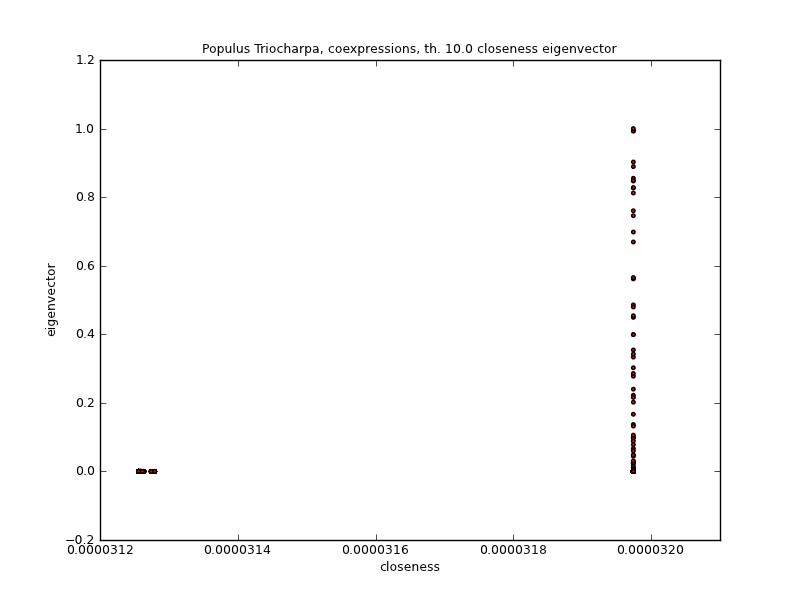 Populus Triocharpa, coexpressions, th. 10.0 closeness eigenvector
1.2
1.0
0.8
0.6
0.4
0.2
0.0
−0.2
eigenvector
0.0000312 0.0000314 0.0000316 0.0000318 0.0000320
closeness